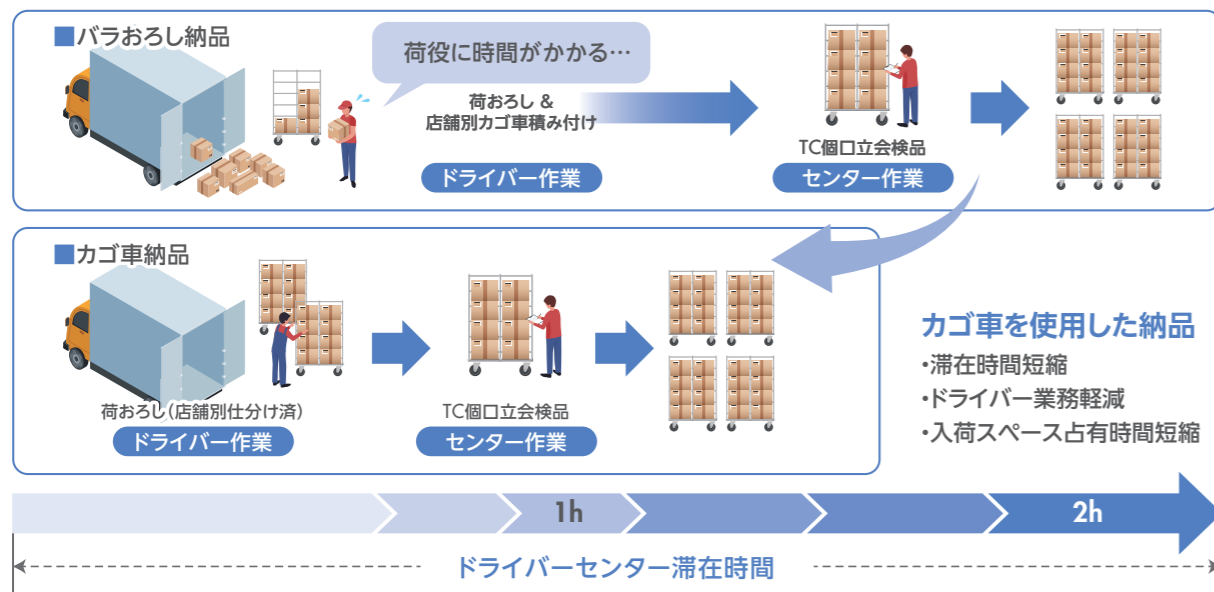 ■バラおろし納品
荷役に時間がかかる…
荷おろし &
店舗別カゴ車積み付け
ドライバー作業
TC個口立会検品
センター作業
■カゴ車納品
荷おろし(店舗別仕分け済)
ドライバー作業
TC個口立会検品
センター作業
カゴ車を使用した納品
・滞在時間短縮
・ドライバー業務軽減
・入荷スペース占有時間短縮
1h
2h
ドライバーセンター滞在時間